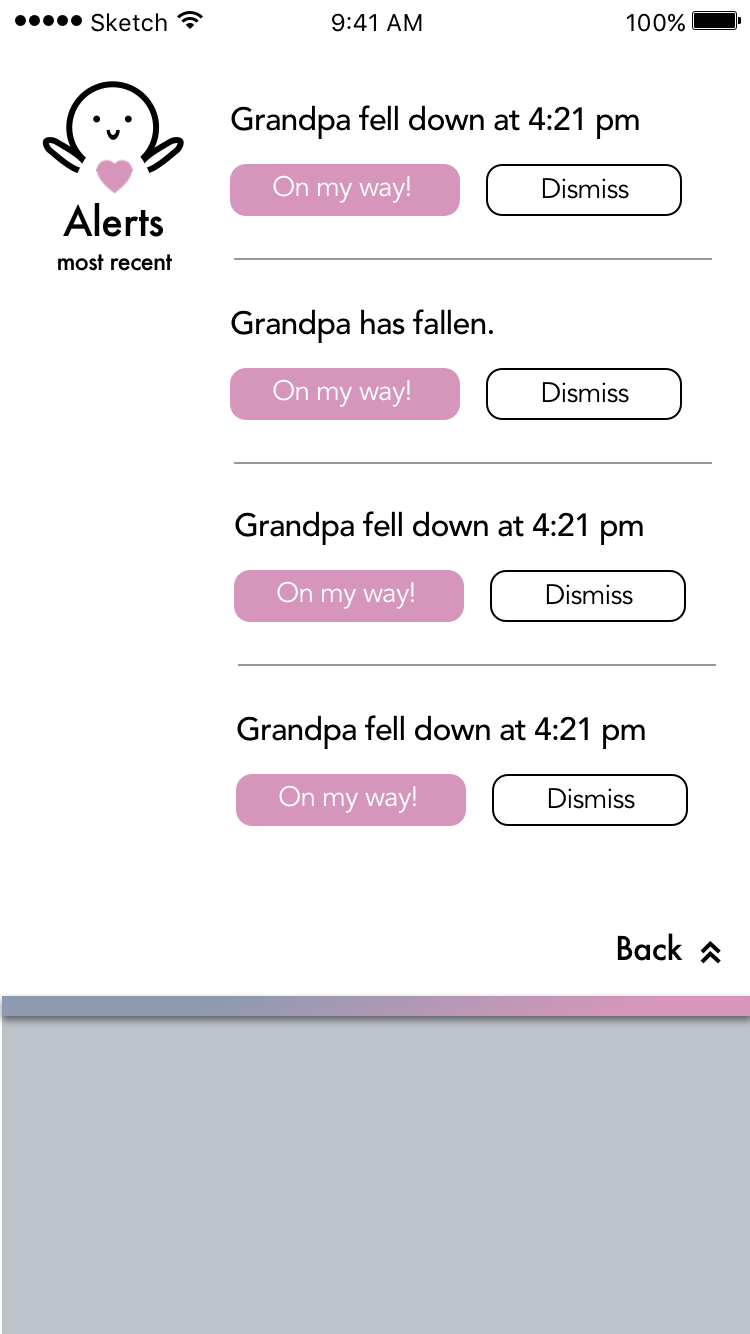 Sketch 9:41 AM 100%
Alerts
most recent
Grandpa fell down at 4:21 pm
On my way! Dismiss
Grandpa has fallen.
On my way! Dismiss
Grandpa fell down at 4:21 pm
On my way! Dismiss
Grandpa fell down at 4:21 pm
On my way! Dismiss
Back